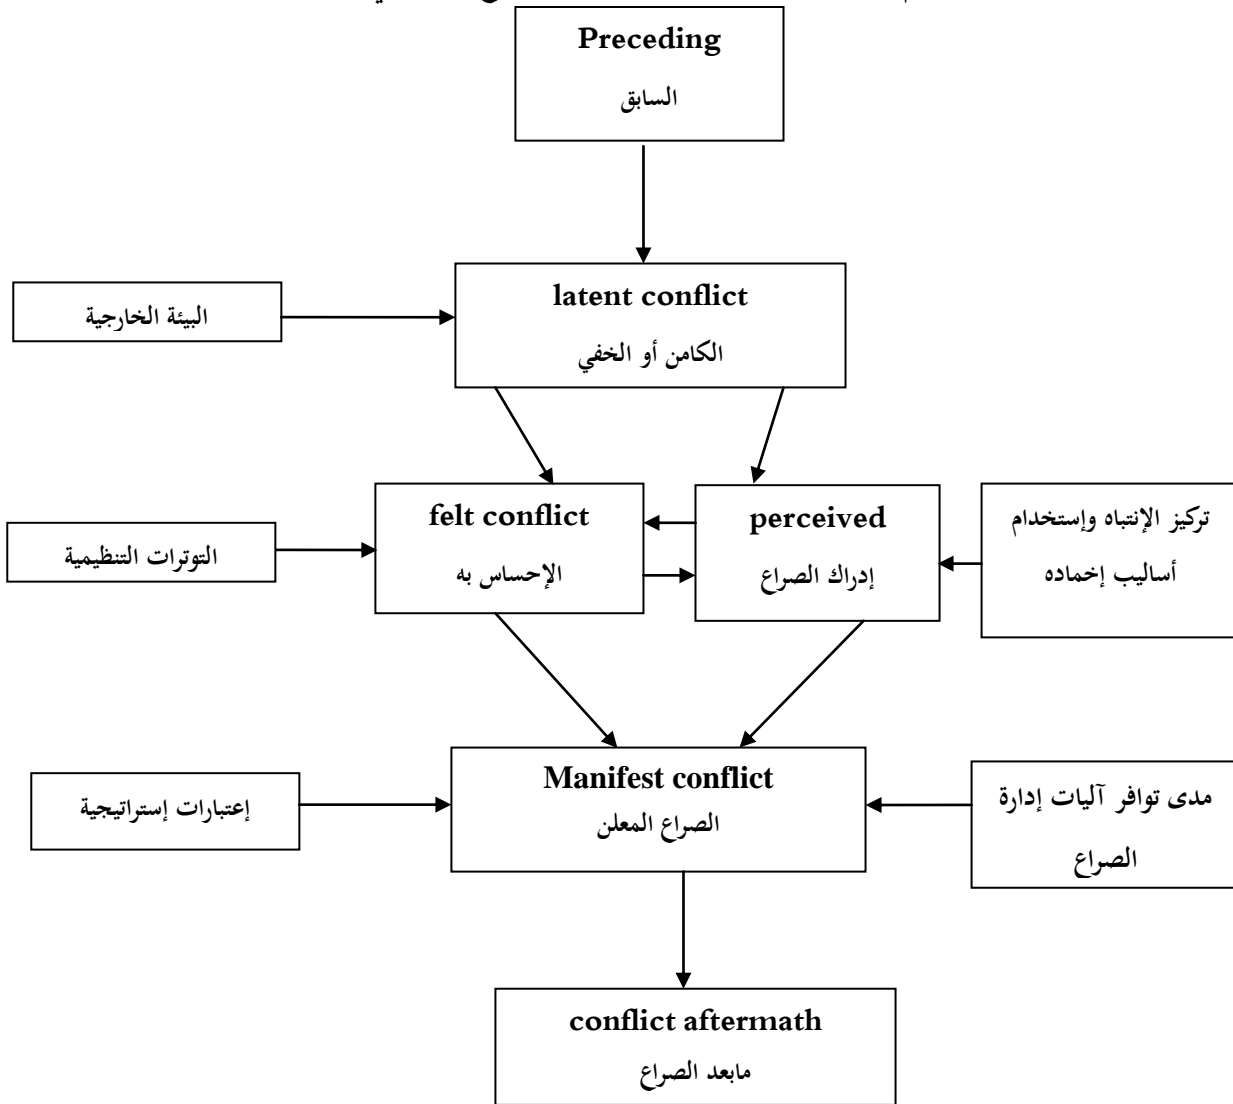 Preceding
السابق
latent conflict
الكامن أو الخفي
البيئة الخارجية
felt conflict
الإحساس به
perceived
إدراك الصراع
تركيز الإنتباه وإستخدام
أساليب إخماده
التوترات التنظيمية
Manifest conflict
الصراع المعلن
إعتبارات إستراتيجية
مدى توافر آليات إدارة
الصراع
conflict aftermath
مابعد الصراع